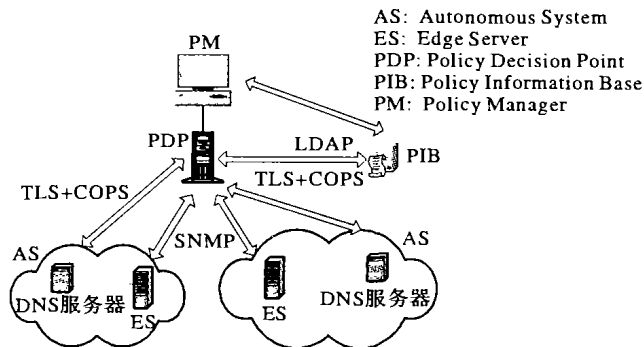 AS: Autonomous System
ES: Edge Server
PDP: Policy Decision Point
PIB: Policy Information Base
PM: Policy Manager
PM
PDP
LDAP
PIB
TLS+COPS
TLS+COPS
SNMP
AS
AS
DNS服务器
ES
ES
DNS服务器